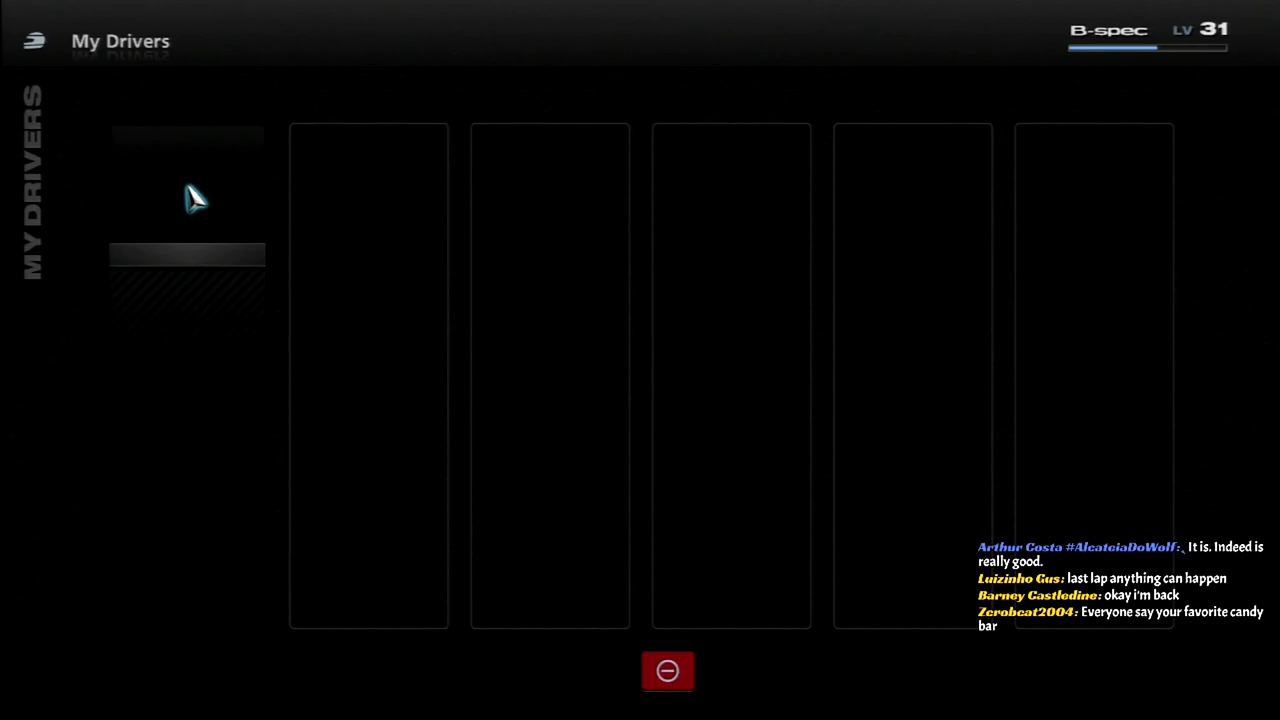 My Drivers
B-spec LV 31
MY DRIVERS
Arthur Costa #AlcateiaDoWolf: It is. Indeed is
really good.
Luizinho Gus: last lap anything can happen
Barney Castledine: okay i'm back
Zerobeat2004: Everyone say your favorite candy
bar